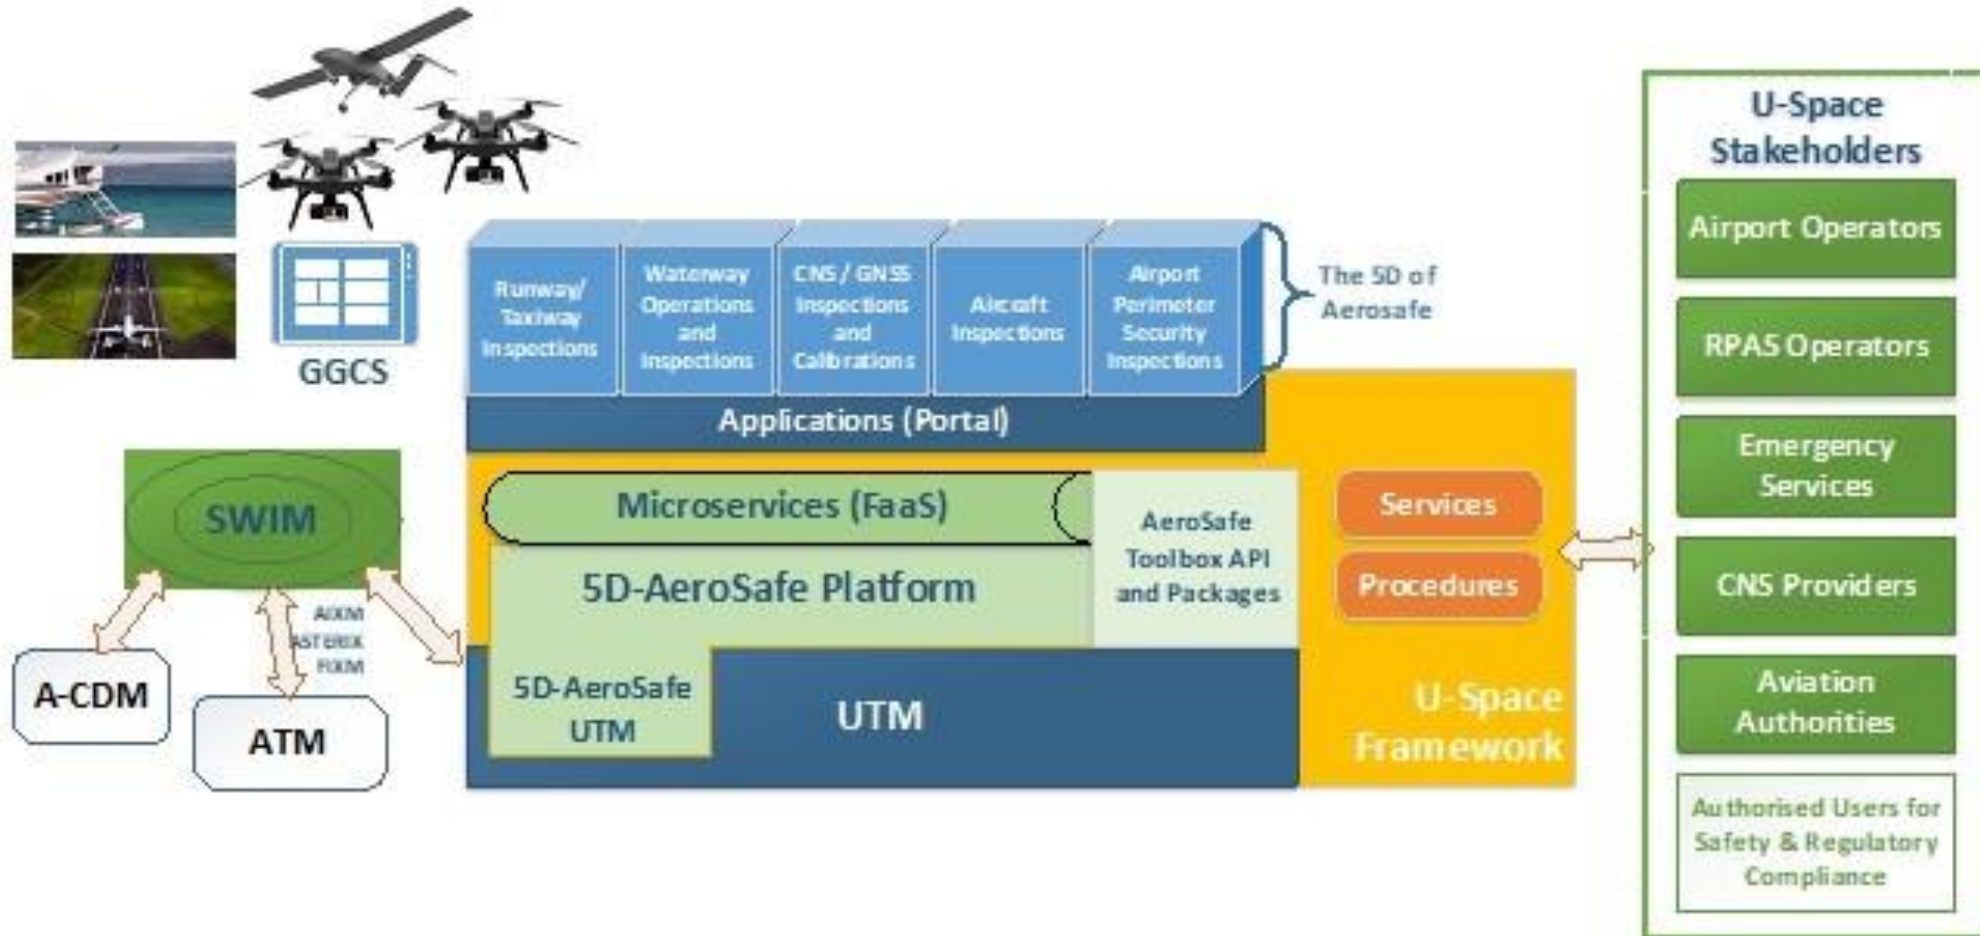 U-Space
Stakeholders
Airport Operators
RPAS Operators
Emergency
Services
CNS Providers
Aviation
Authorities
Authorised Users for
Safety & Regulatory
Compliance
GGCS
Runway/
Taxiway
Inspections
Waterway
Operations
and
Inspections
CNS / GNSS
Inspections
and
Calibrations
Aircraft
Inspections
Airport
Perimeter
Security
Inspections
The 5D of
Aerosafe
Applications (Portal)
SWIM
AIXM
ASTERIX
FIXM
A-CDM
ATM
Microservices (FaaS)
5D-AeroSafe Platform
AeroSafe
Toolbox API
and Packages
5D-AeroSafe
UTM
UTM
Services
Procedures
U-Space
Framework